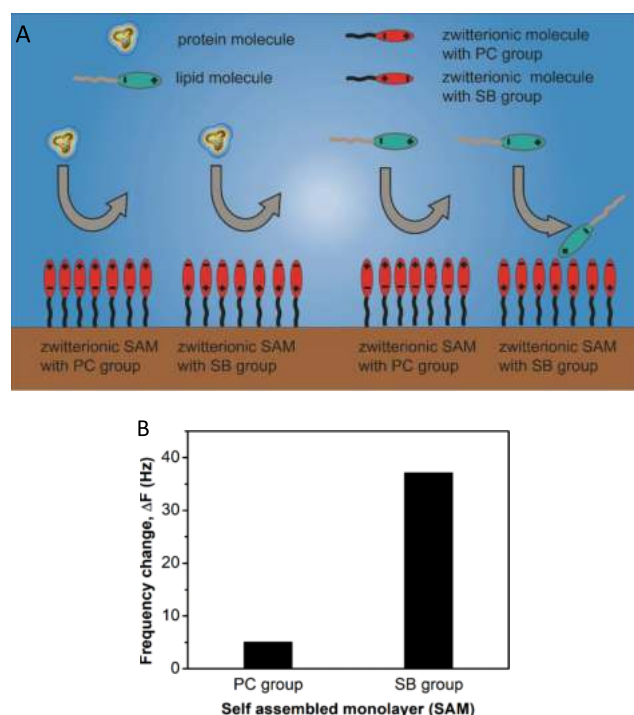 A
protein molecule
lipid molecule
zwitterionic molecule
with PC group
zwitterionic molecule
with SB group
zwitterionic SAM
with PC group
zwitterionic SAM
with SB group
zwitterionic SAM
with PC group
zwitterionic SAM
with SB group
B
Frequency change, ΔF (Hz)
40
30
20
10
0
PC group
SB group
Self assembled monolayer (SAM)